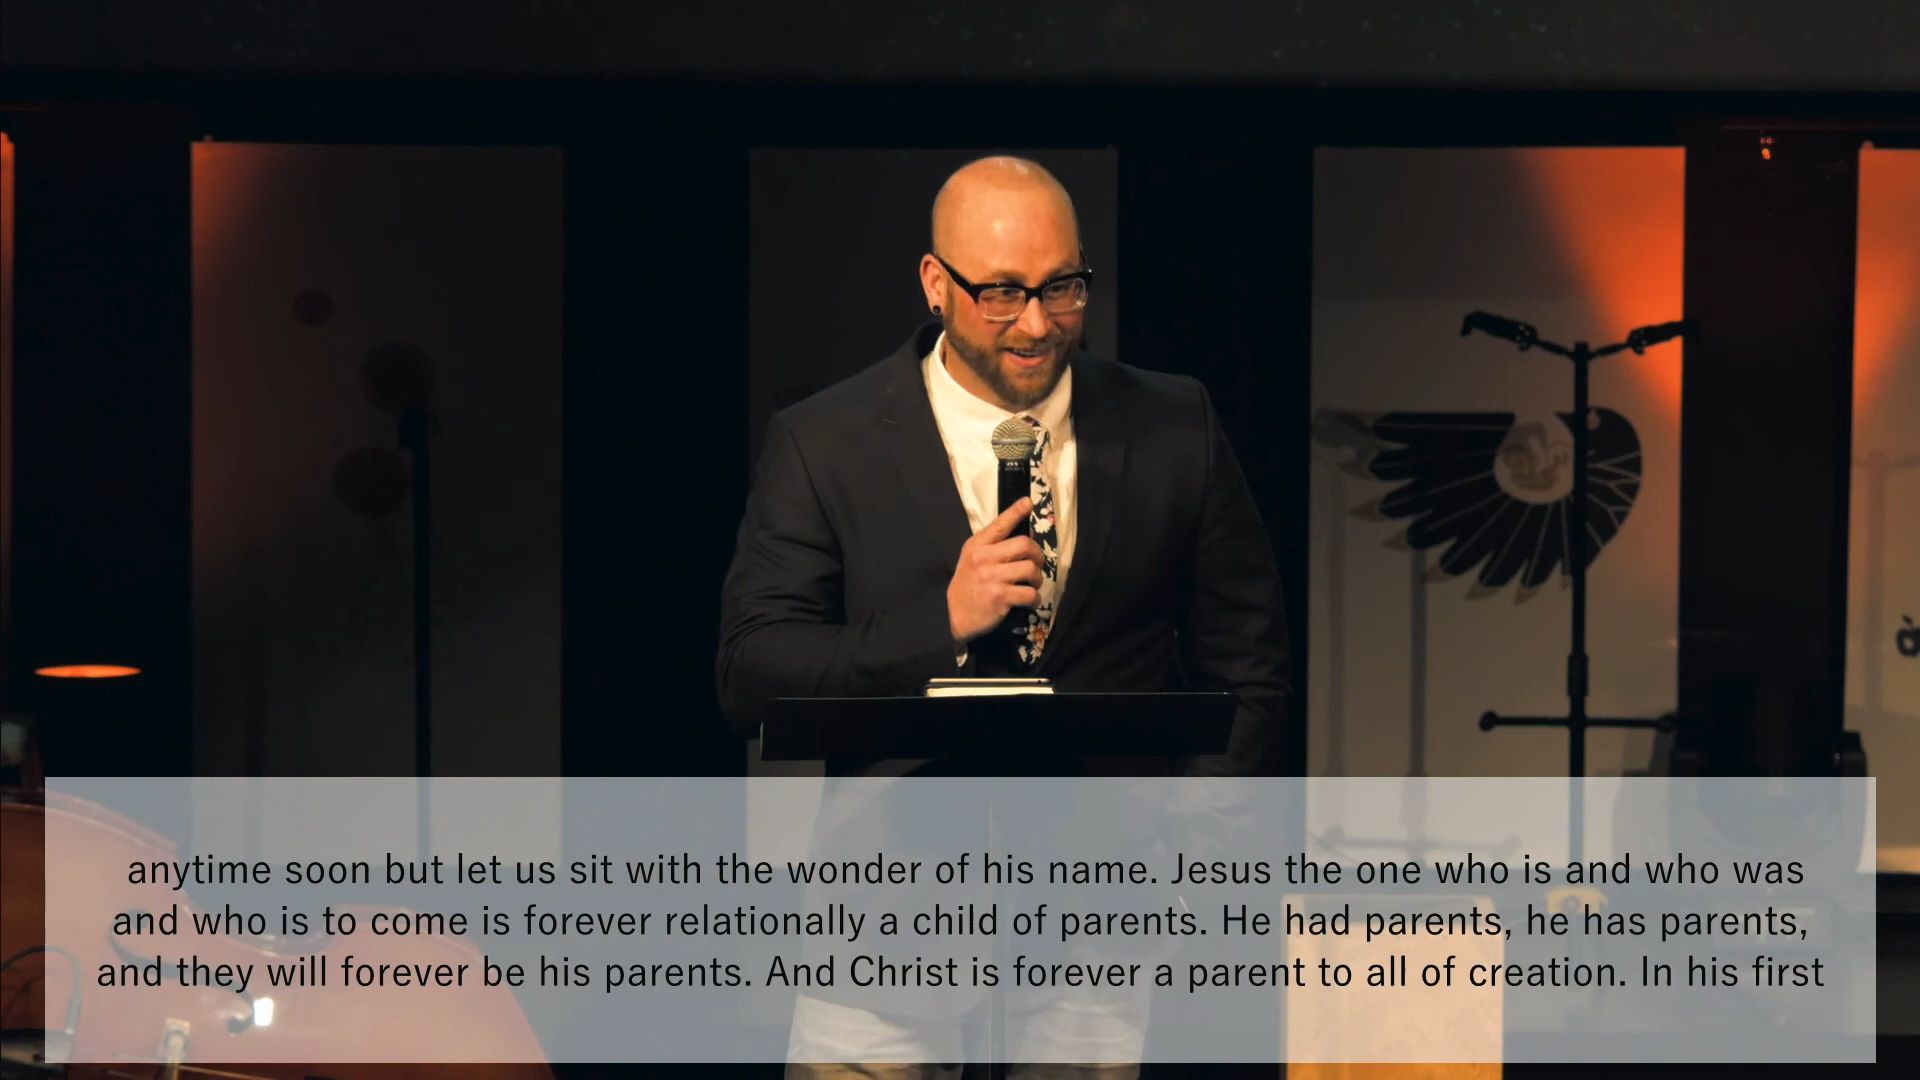 anytime soon but let us sit with the wonder of his name. Jesus the one who is and who was
and who is to come is forever relationally a child of parents. He had parents, he has parents,
and they will forever be his parents. And Christ is forever a parent to all of creation. In his first